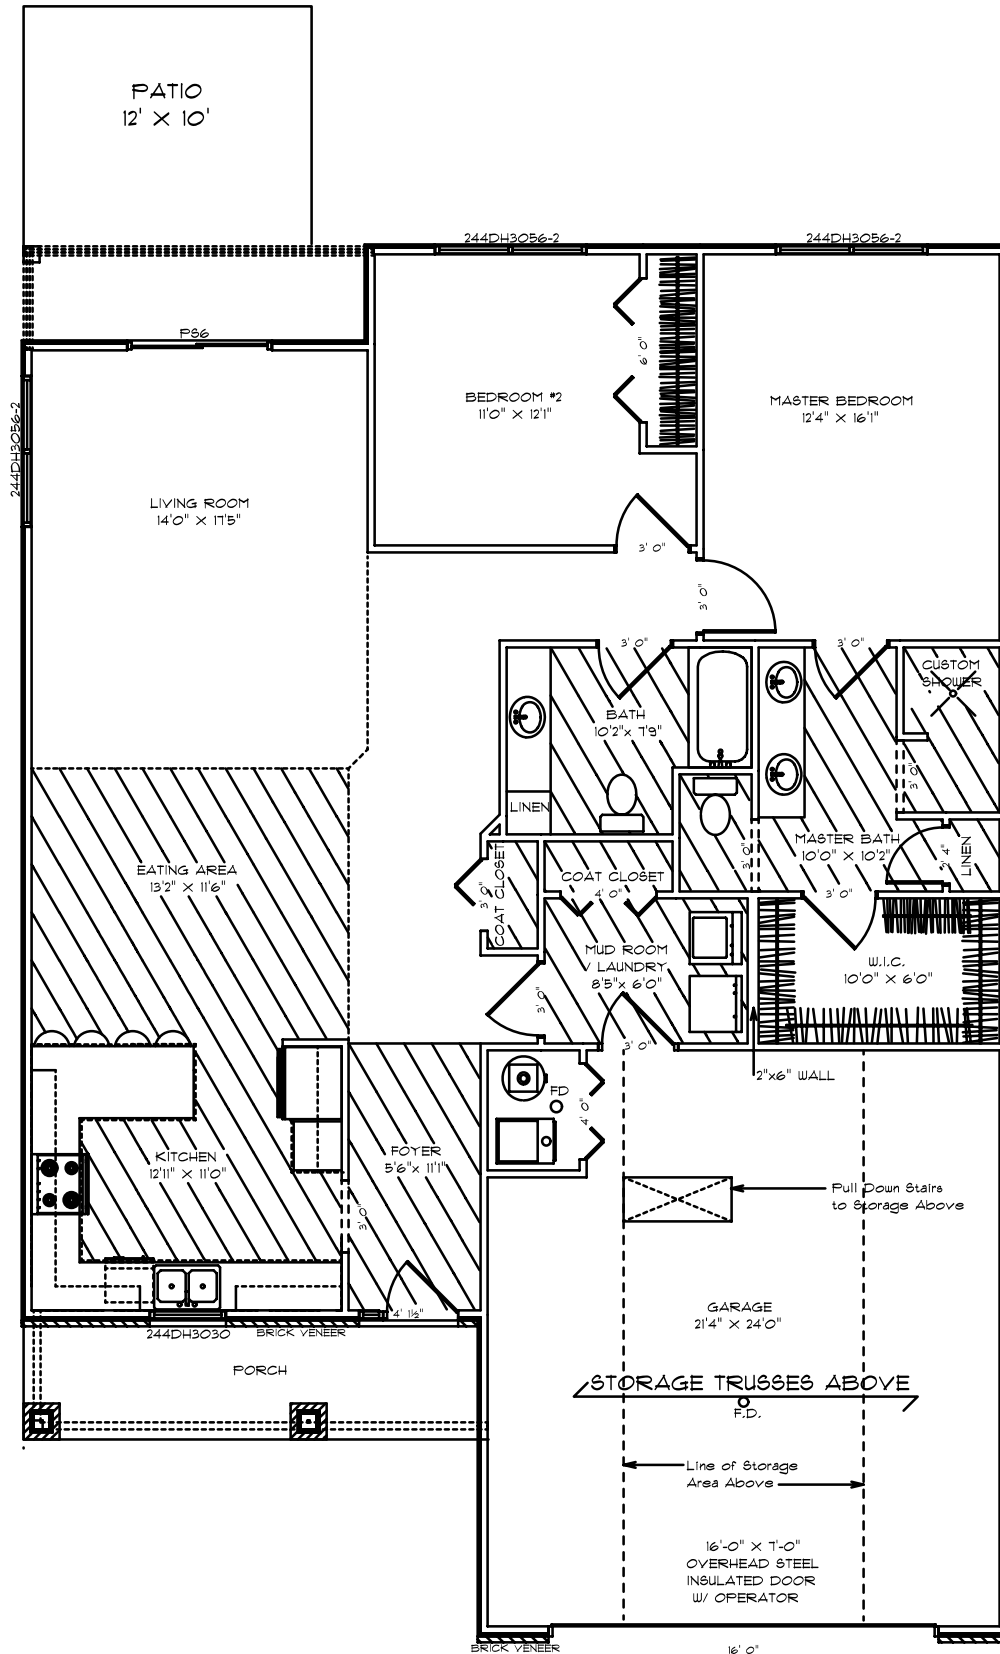 PATIO
12' X 10'
244DH3056-2
244DH3056-2
PS6
244DH3056-2
6' 0"
BEDROOM #2
11'0" X 12'1"
MASTER BEDROOM
12'4" X 16'1"
LIVING ROOM
14'0" X 17'5"
3' 0"
3' 0"
3' 0"
3' 0"
CUSTOM
SHOWER
BATH
10'2"x 7'9"
3' 0"
LINEN
MASTER BATH
10'0" X 10'2"
3' 0"
2' 4"
LINEN
EATING AREA
13'2" X 11'6"
COAT CLOSET
3' 0"
COAT CLOSET
4' 0"
3' 0"
MUD ROOM
/ LAUNDRY
8'5"x 6'0"
W.I.C.
10'0" X 6'0"
3' 0"
3' 0"
2"x6" WALL
FD
4' 0"
KITCHEN
12'11" X 11'0"
FOYER
5'6"x 11'1"
3' 0"
Pull Down Stairs
to Storage Above
4' 1½"
GARAGE
21'4" X 24'0"
244DH3030
BRICK VENEER
PORCH
STORAGE TRUSSES ABOVE
F.D.
Line of Storage
Area Above
16'-0" X 7'-0"
OVERHEAD STEEL
INSULATED DOOR
W/ OPERATOR
BRICK VENEER
16' 0"